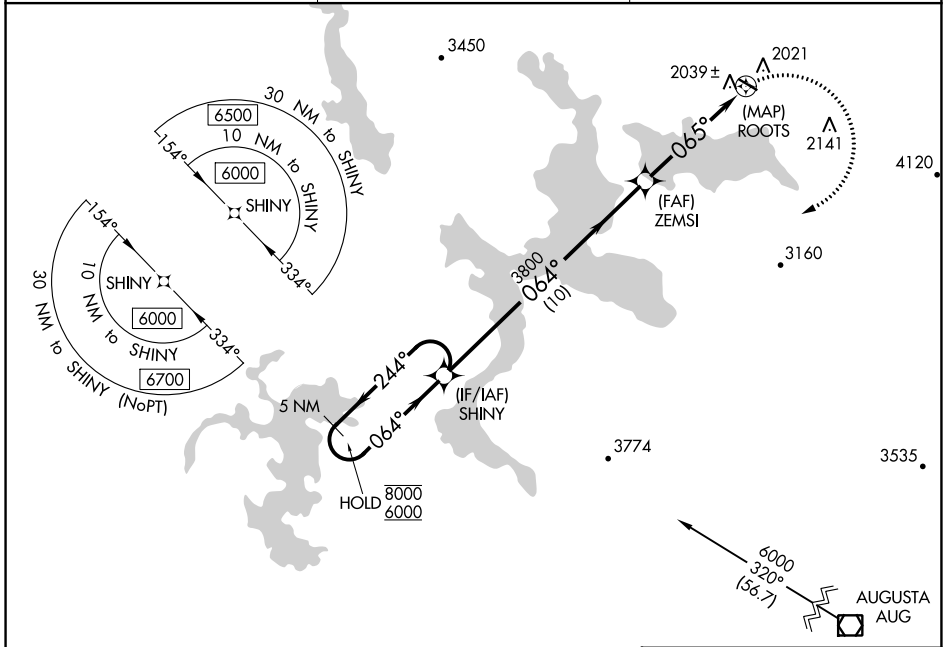 3450
2039 ±
2021
(MAP)
ROOTS
2141
4120
065°
(FAF)
ZEMSI
3160
30 NM to SHINY
6500
10 NM to SHINY
6000
154°
SHINY
334°
154°
SHINY
6000
334°
10 NM to SHINY
6700
30 NM to SHINY (NoPT)
3800
064°
(10)
244°
5 NM
064°
(IF/IAF)
SHINY
HOLD
8000
6000
3774
3535
6000
320°
(56.7)
AUGUSTA
AUG